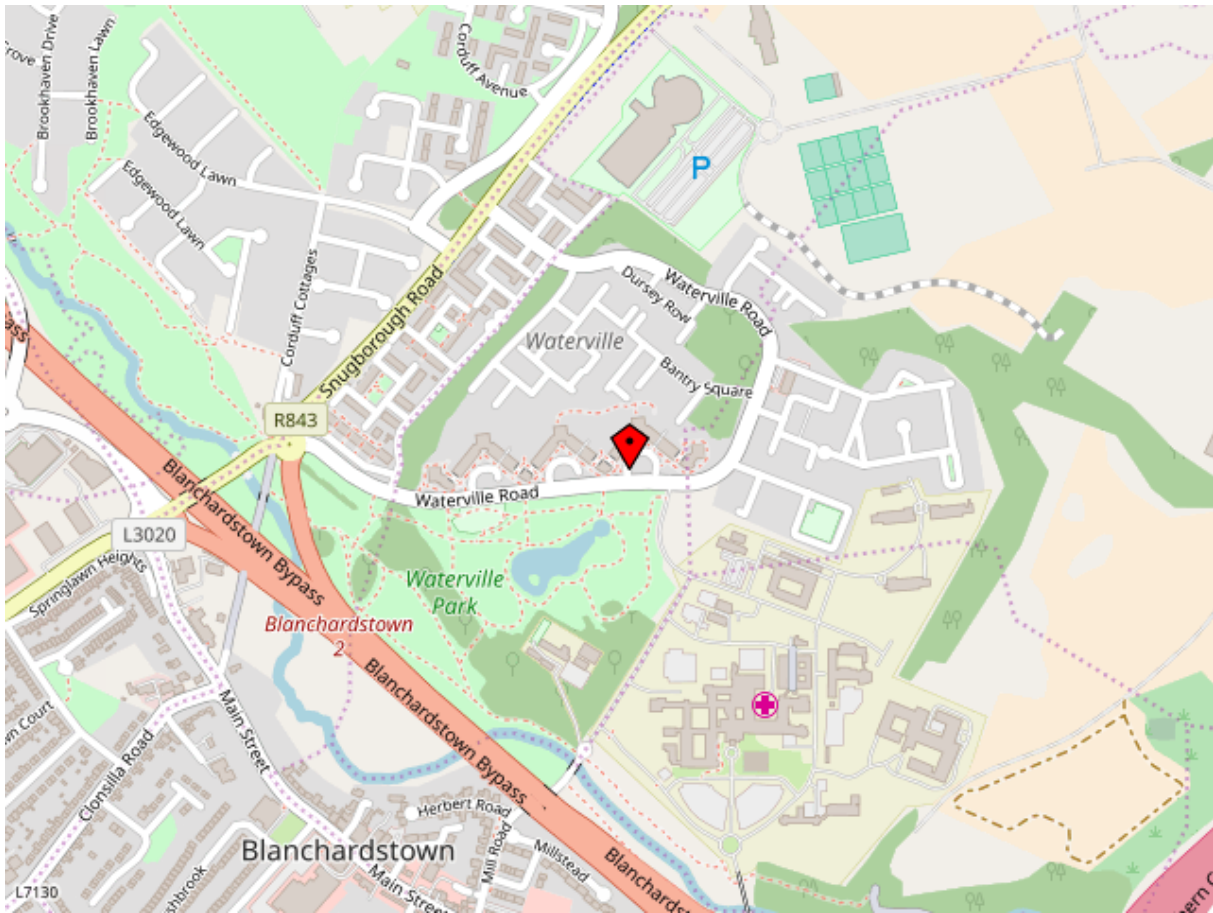 Brookhaven Drive
Brookhaven Lawn
Grove
Corduff Avenue
Edgewood Lawn
Edgewood Lawn
P
Corduff Cottages
Snugborough Road
Waterville Road
Dursey Row
Waterville
Bantry Square
R843
Waterville Road
Blanchardstown Bypass
L3020
Springlawn Heights
Waterville
Park
Blanchardstown
2
Blanchardstown Bypass
Main Street
Clonsilla Road
Blanchardstown Bypass
Herbert Road
Mill Road
Millstead
Blanchardstown
Main Street
L7130